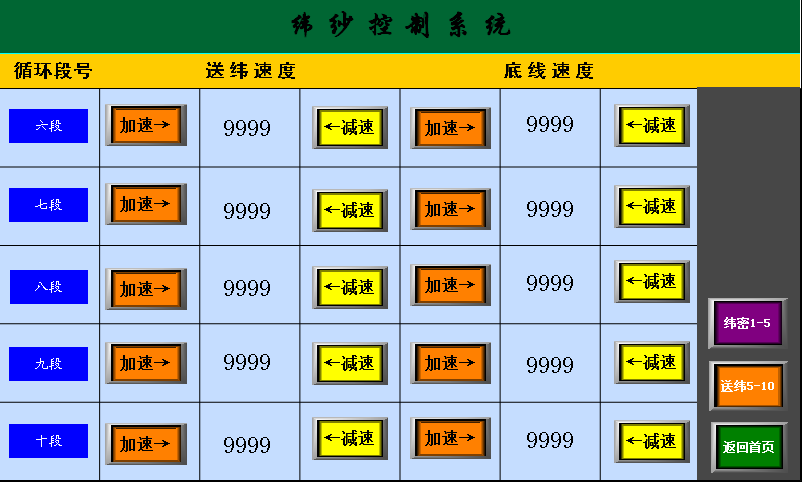 纬纱控制系统
循环段号 送纬速度 底线速度
六段 加速→ 9999 ←减速 加速→ 9999 ←减速
七段 加速→ 9999 ←减速 加速→ 9999 ←减速
八段 加速→ 9999 ←减速 加速→ 9999 ←减速
纬密1-5
九段 加速→ 9999 ←减速 加速→ 9999 ←减速
送纬5-10
十段 加速→ 9999 ←减速 加速→ 9999 ←减速
返回首页